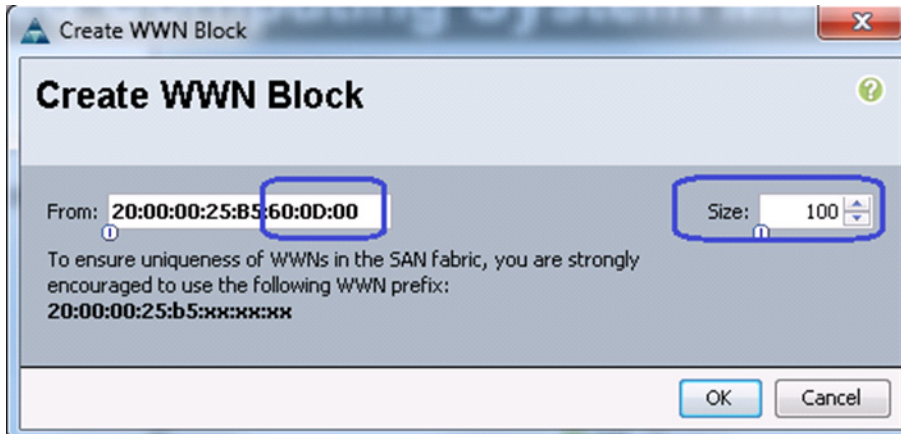 Create WWN Block
Create WWN Block
From: 20:00:00:25:B5:60:0D:00
Size: 100
To ensure uniqueness of WWNs in the SAN fabric, you are strongly
encouraged to use the following WWN prefix:
20:00:00:25:b5:xx:xx:xx
OK
Cancel